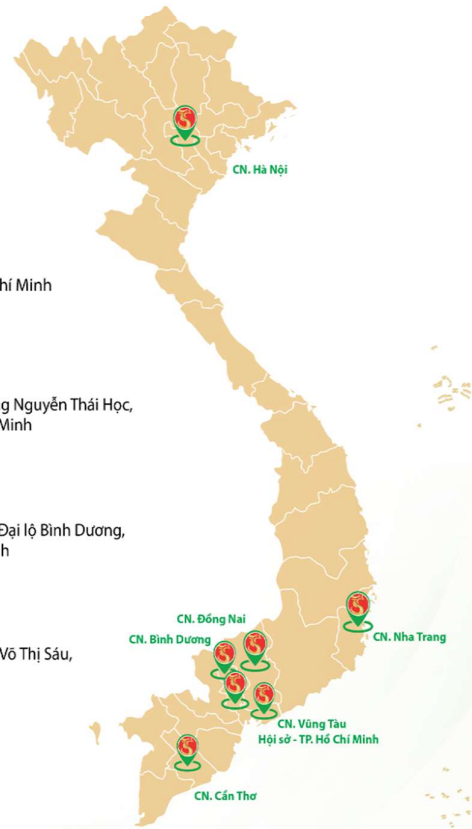 CN. Hà Nội
hí Minh
g Nguyễn Thái Học,
Minh
Đại lộ Bình Dương,
h
Võ Thị Sáu,
CN. Đồng Nai
CN. Bình Dương
CN. Nha Trang
CN. Vũng Tàu
Hội sở - TP. Hồ Chí Minh
CN. Cần Thơ